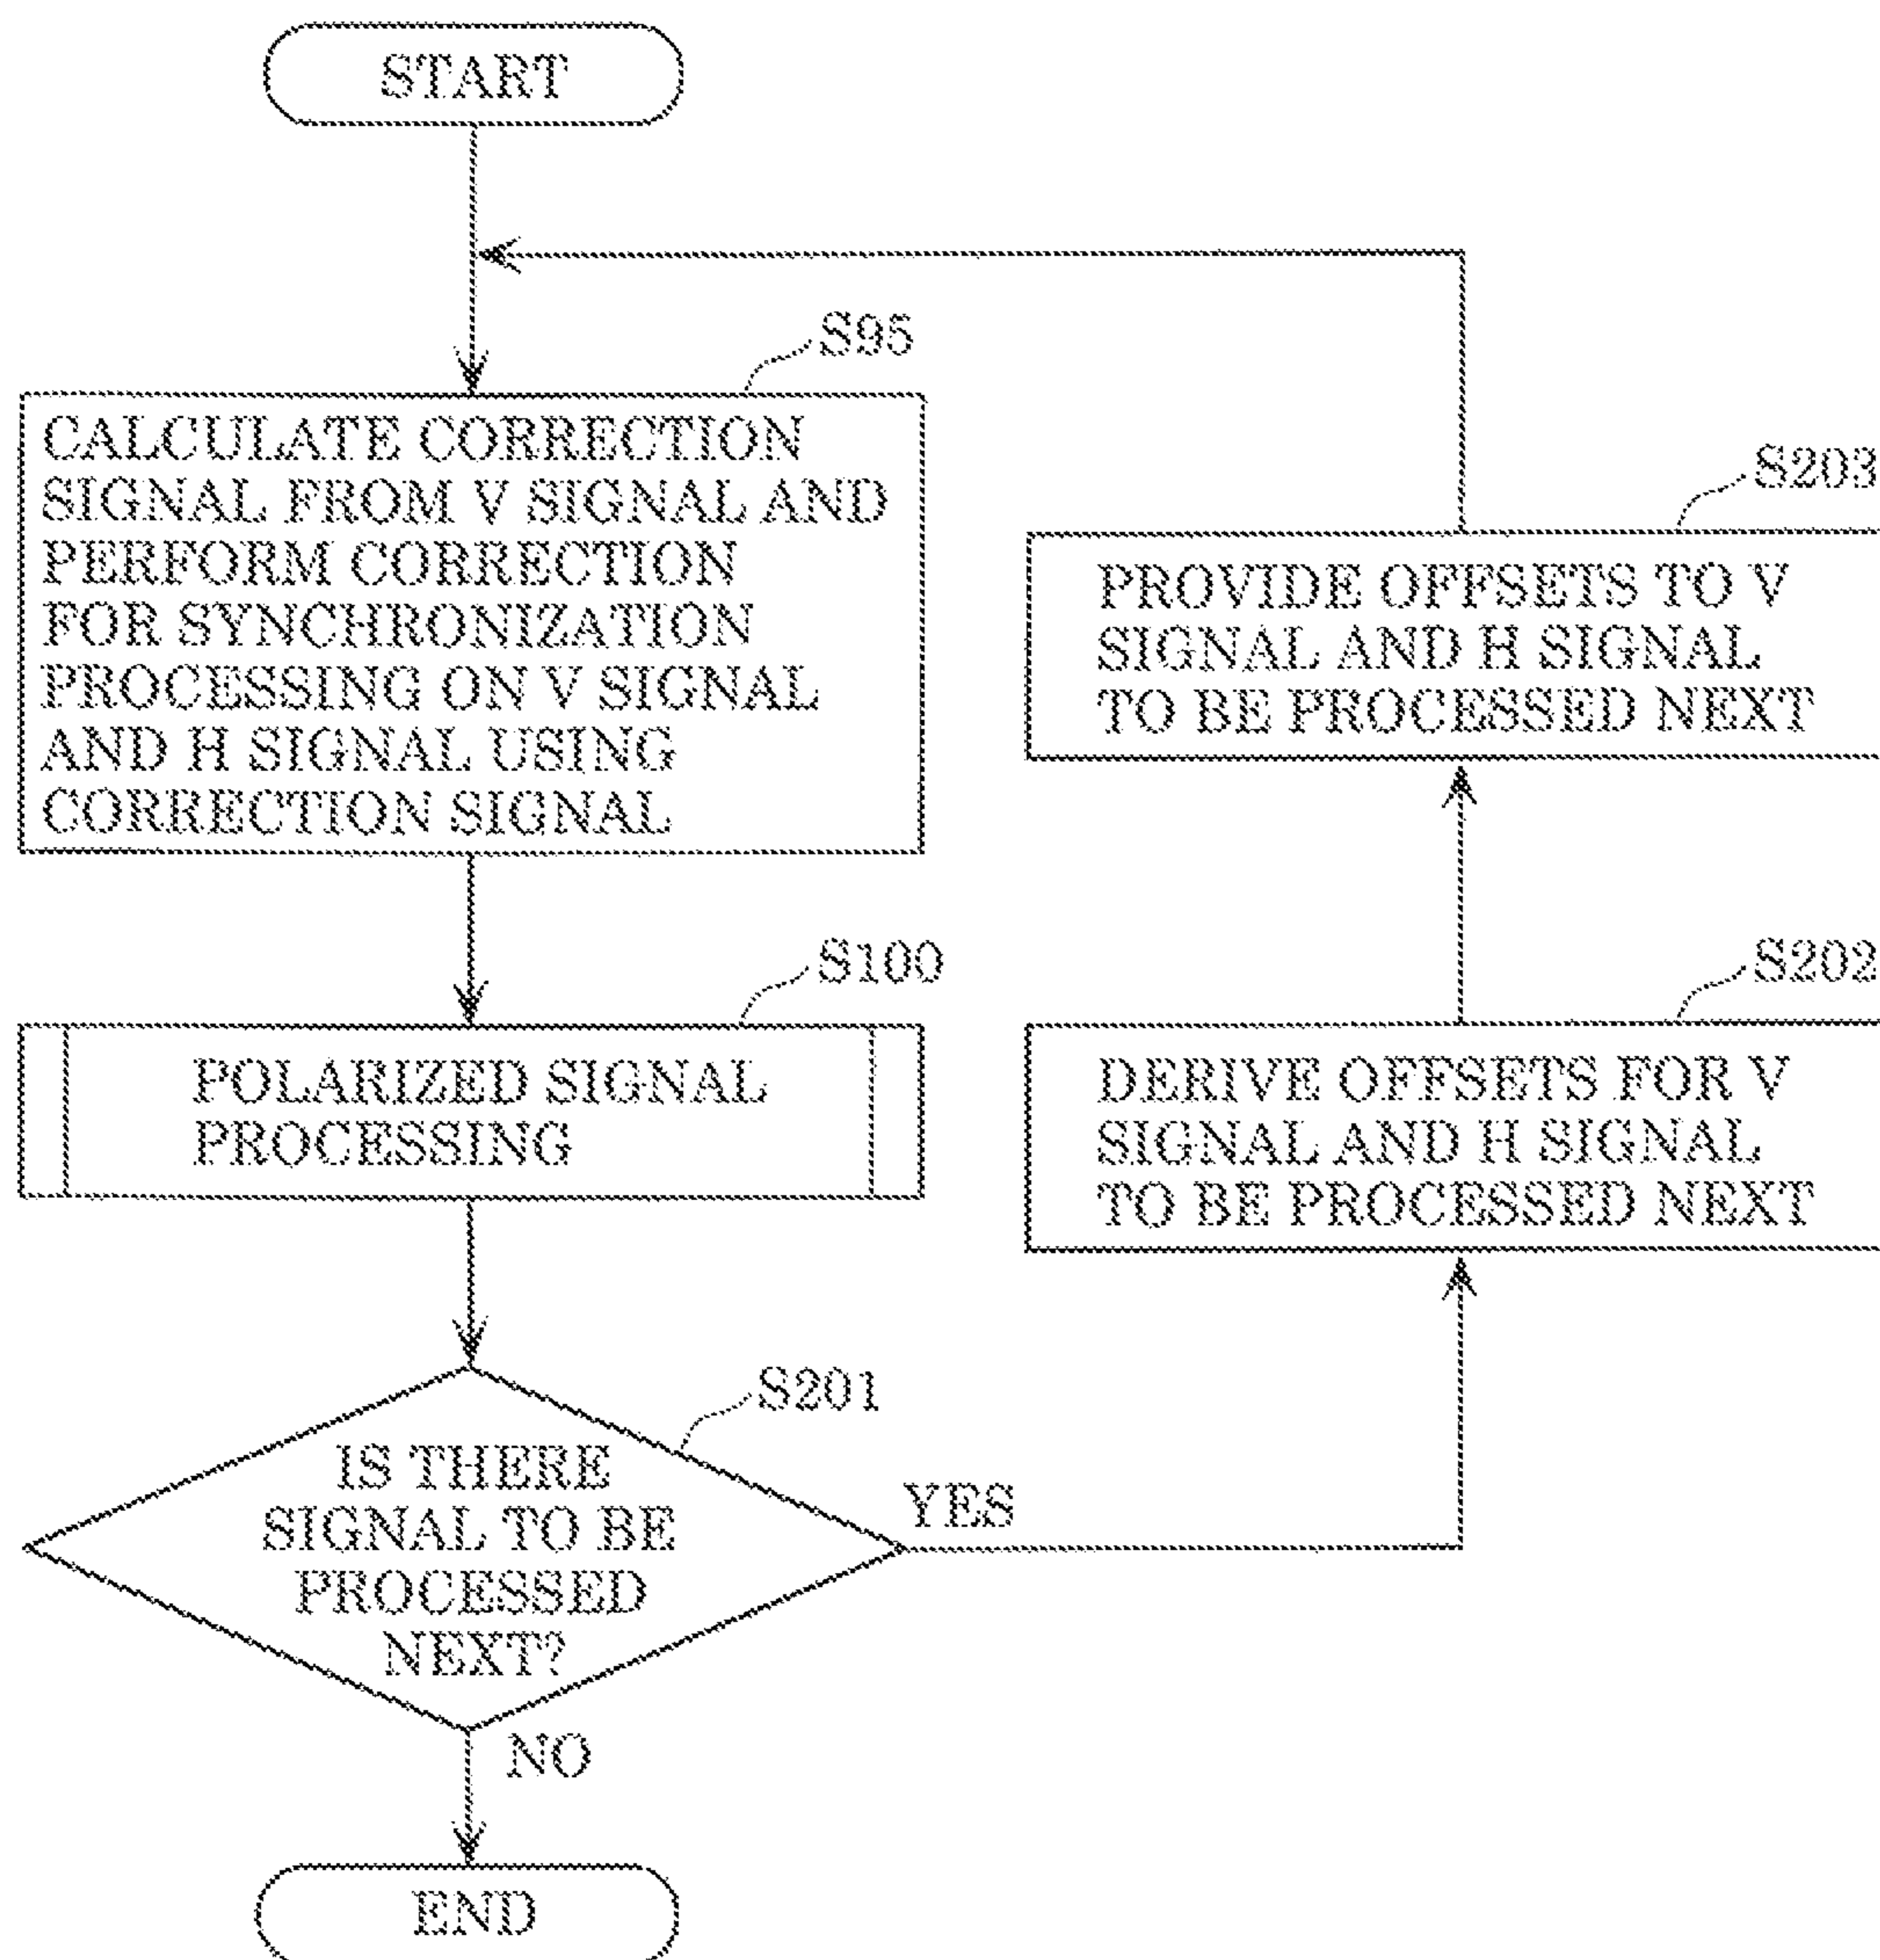 START
S95
CALCULATE CORRECTION
SIGNAL FROM V SIGNAL AND
PERFORM CORRECTION
FOR SYNCHRONIZATION
PROCESSING ON V SIGNAL
AND H SIGNAL USING
CORRECTION SIGNAL
S100
POLARIZED SIGNAL
PROCESSING
S201
IS THERE
SIGNAL TO BE
PROCESSED
NEXT?
YES
NO
END
S203
PROVIDE OFFSETS TO V
SIGNAL AND H SIGNAL
TO BE PROCESSED NEXT
S202
DERIVE OFFSETS FOR V
SIGNAL AND H SIGNAL
TO BE PROCESSED NEXT